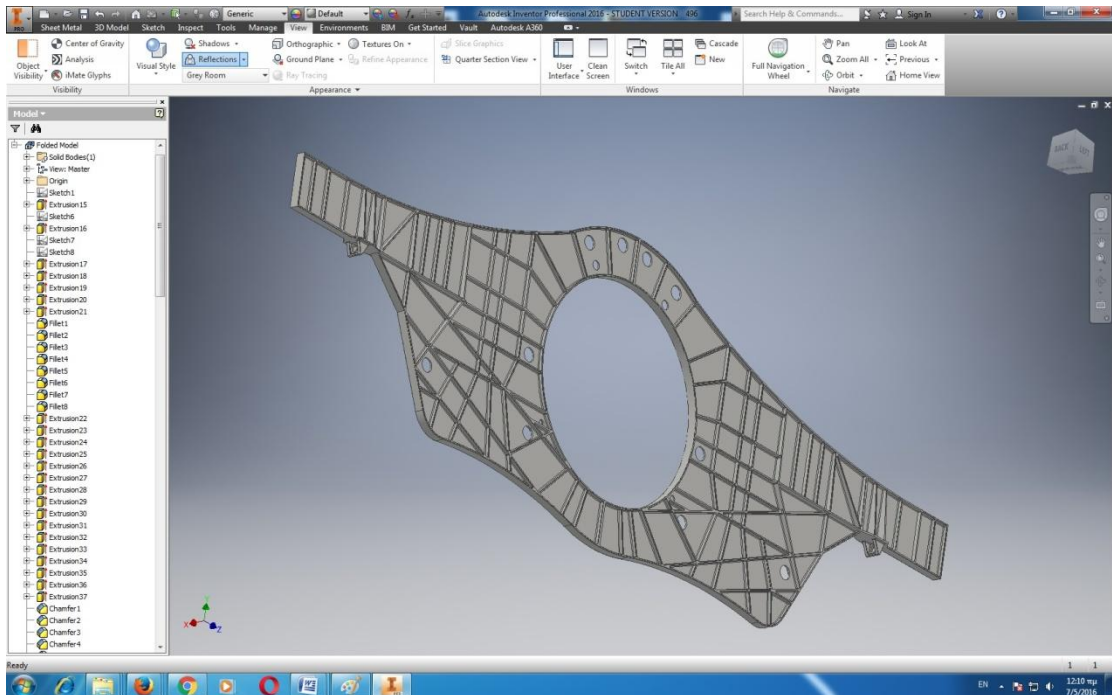 Generic
Default
Autodesk Inventor Professional 2016 - STUDENT VERSION 496
Search Help & Commands...
Sign In
PRO
Sheet Metal 3D Model Sketch Inspect Tools Manage View Environments BIM Get Started Vault Autodesk A360
Object Visibility
Center of Gravity
Analysis
iMate Glyphs
Visibility
Visual Style
Shadows
Reflections
Grey Room
Orthographic
Ground Plane
Ray Tracing
Textures On
Refine Appearance
Appearance
Slice Graphics
Quarter Section View
User Interface
Clean Screen
Switch
Tile All
Cascade
New
Windows
Full Navigation Wheel
Pan
Zoom All
Orbit
Look At
Previous
Home View
Navigate
Model
Folded Model
Solid Bodies(1)
View: Master
Origin
Sketch1
Extrusion15
Sketch6
Extrusion16
Sketch7
Sketch8
Extrusion17
Extrusion18
Extrusion19
Extrusion20
Extrusion21
Fillet1
Fillet2
Fillet3
Fillet4
Fillet5
Fillet6
Fillet7
Fillet8
Extrusion22
Extrusion23
Extrusion24
Extrusion25
Extrusion26
Extrusion27
Extrusion28
Extrusion29
Extrusion30
Extrusion31
Extrusion32
Extrusion33
Extrusion34
Extrusion35
Extrusion36
Extrusion37
Chamfer1
Chamfer2
Chamfer3
Chamfer4
BACK
Y
X
Z
Ready
1 1
EN
12:10 πμ
7/5/2016